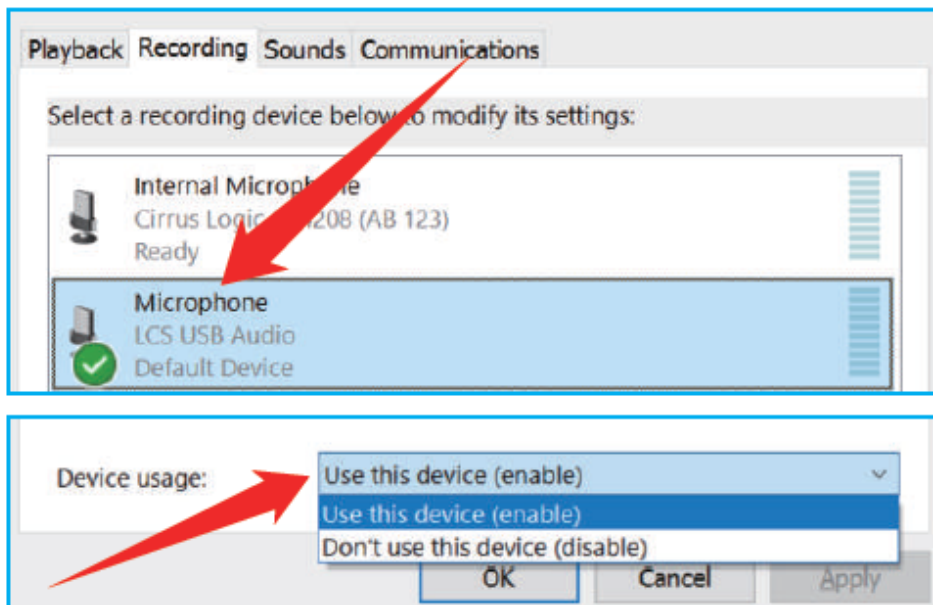 Playback Recording Sounds Communications
Select a recording device below to modify its settings:
Internal Microphone
Cirrus Logic 208 (AB 123)
Ready
Microphone
LCS USB Audio
Default Device
Device usage:
Use this device (enable)
Use this device (enable)
Don't use this device (disable)
OK Cancel Apply